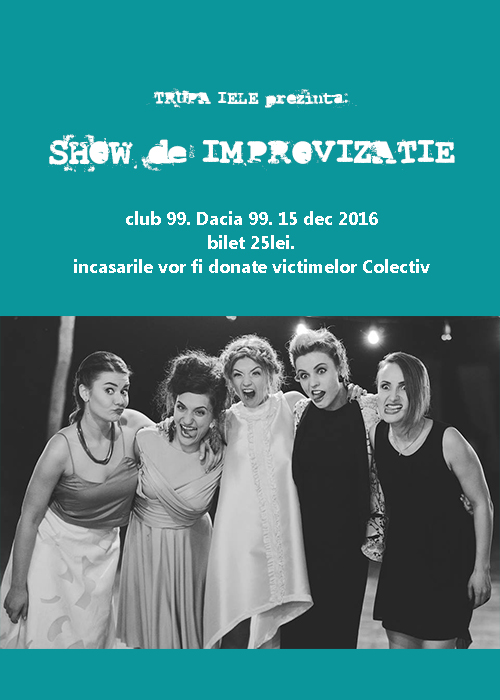 TRUPA IELE prezinta:
SHOW de IMPROVIZATIE
club 99. Dacia 99. 15 dec 2016
bilet 25lei.
incasarile vor fi donate victimelor Colectiv